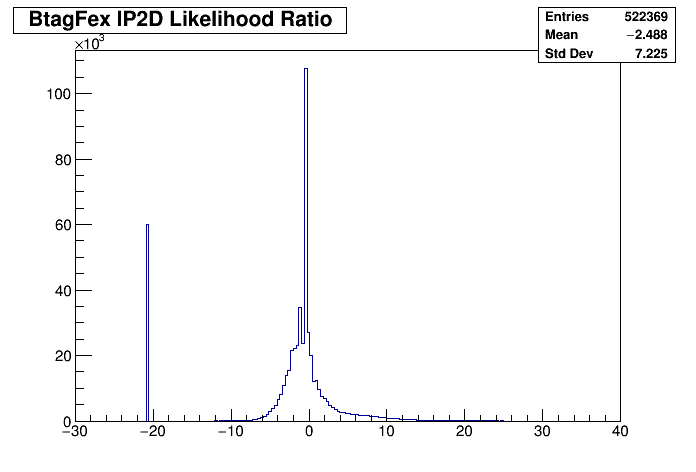 BtagFex IP2D Likelihood Ratio
Entries 522369
Mean −2.488
Std Dev 7.225
×10³
100
80
60
40
20
0
−30 −20 −10 0 10 20 30 40